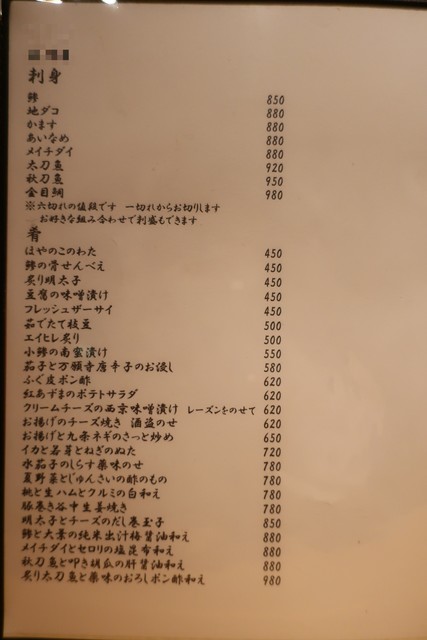 刺身
鯵 850
地ダコ 880
かます 880
あいなめ 880
メイチダイ 880
太刀魚 920
秋刀魚 950
金目鯛 980
※六切れの値段です 一切れからお切りします
お好きな組み合わせで刺盛もできます
肴
ほやのこのわた 450
鯵の骨せんべえ 450
炙り明太子 450
豆腐の味噌漬け 450
フレッシュザーサイ 450
茹でたて枝豆 500
エイヒレ炙り 500
小鯵の南蛮漬け 550
茄子と万願寺唐辛子のお浸し 580
ふぐ皮ポン酢 620
紅あずまのポテトサラダ 620
クリームチーズの西京味噌漬け レーズンをのせて 620
お揚げのチーズ焼き 酒盗のせ 620
お揚げと九条ネギのさっと炒め 650
イカと若芽とねぎのぬた 720
水茄子のしらす薬味のせ 780
夏野菜とじゅんさいの酢のもの 780
桃と生ハムとクルミの白和え 780
豚巻き谷中生姜焼き 780
明太子とチーズのだし巻玉子 850
鯵と大葉の純米出汁梅醤油和え 880
メイチダイとセロリの塩昆布和え 880
秋刀魚と叩き胡瓜の肝醤油和え 880
炙り太刀魚と薬味のおろしポン酢和え 980